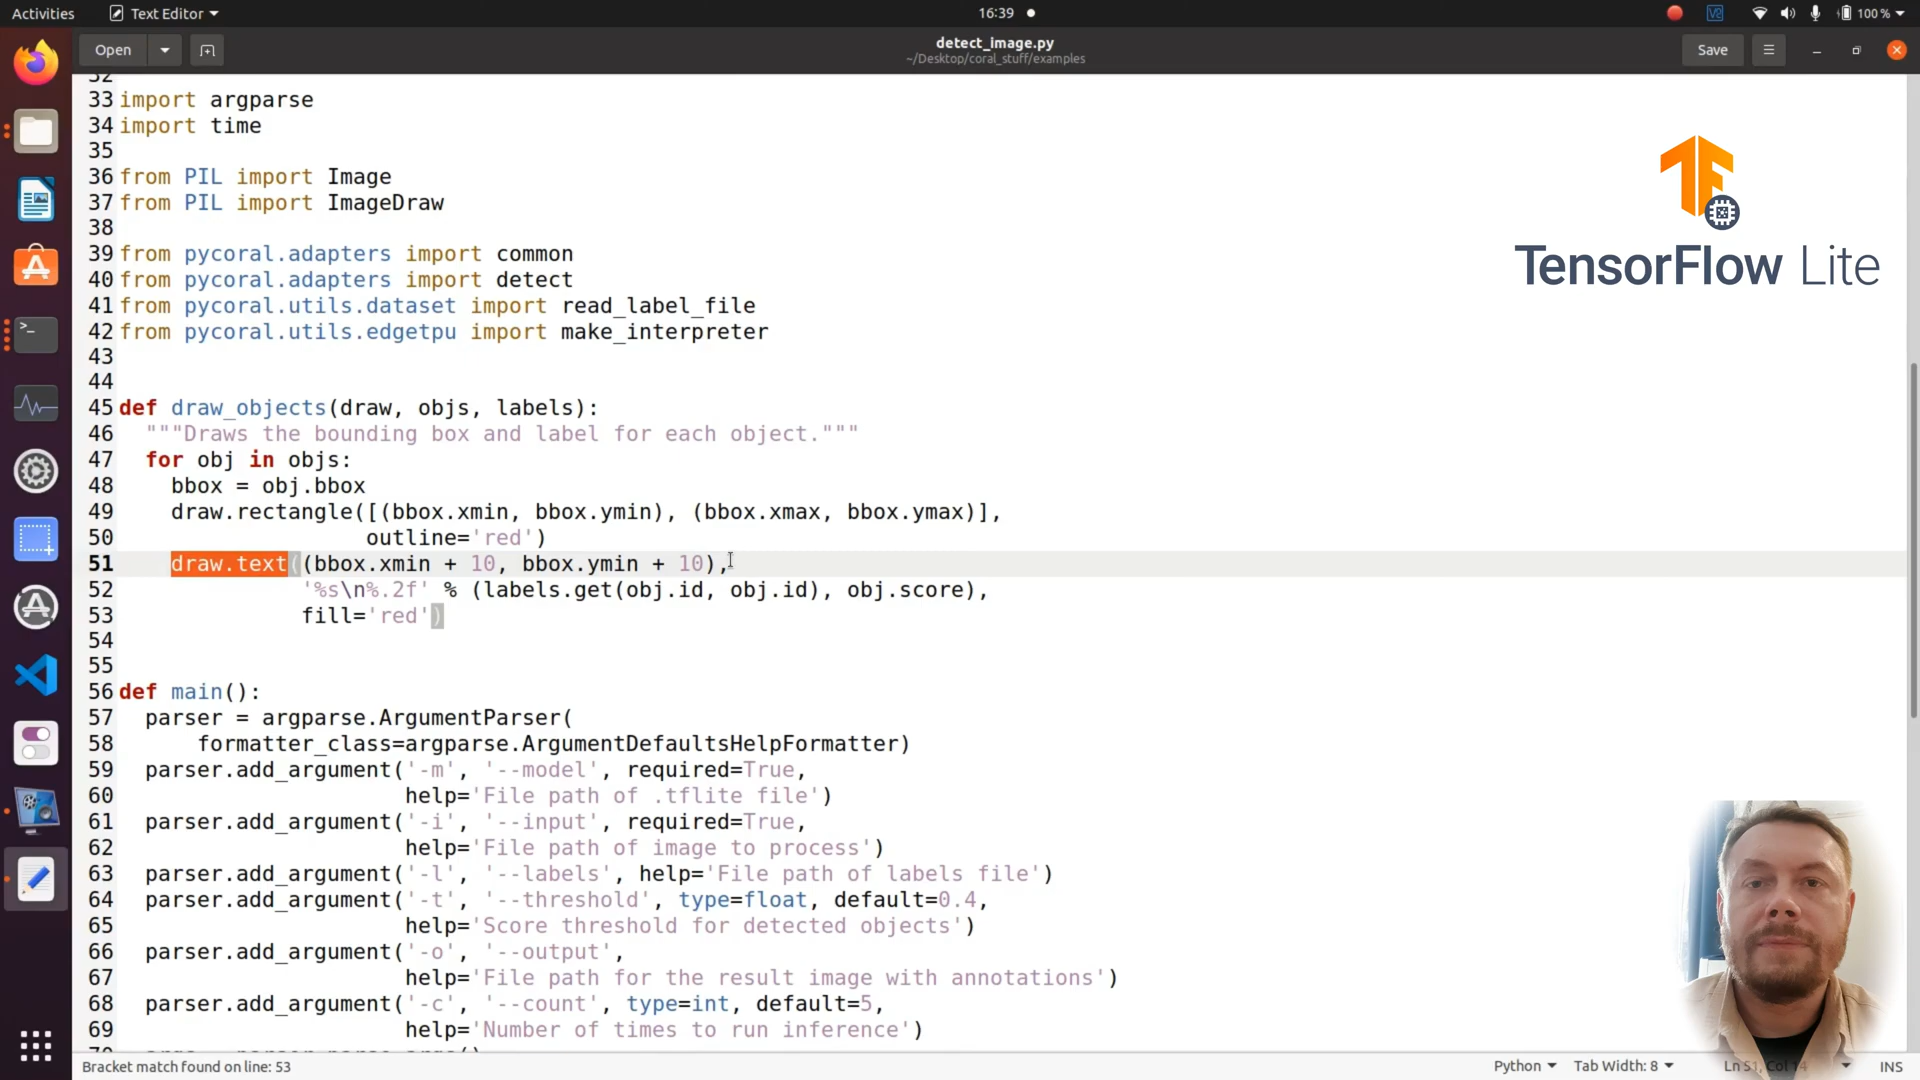 Activities
Text Editor
16:39
V2
100 %
Open
detect_image.py
~/Desktop/coral_stuff/examples
Save
32
33 import argparse
34 import time
35
36 from PIL import Image
37 from PIL import ImageDraw
38
39 from pycoral.adapters import common
40 from pycoral.adapters import detect
41 from pycoral.utils.dataset import read_label_file
42 from pycoral.utils.edgetpu import make_interpreter
43
44
45 def draw_objects(draw, objs, labels):
46   """Draws the bounding box and label for each object."""
47   for obj in objs:
48     bbox = obj.bbox
49     draw.rectangle([(bbox.xmin, bbox.ymin), (bbox.xmax, bbox.ymax)],
50                    outline='red')
51     draw.text((bbox.xmin + 10, bbox.ymin + 10),
52               '%s\n%.2f' % (labels.get(obj.id, obj.id), obj.score),
53               fill='red')
54
55
56 def main():
57   parser = argparse.ArgumentParser(
58       formatter_class=argparse.ArgumentDefaultsHelpFormatter)
59   parser.add_argument('-m', '--model', required=True,
60                       help='File path of .tflite file')
61   parser.add_argument('-i', '--input', required=True,
62                       help='File path of image to process')
63   parser.add_argument('-l', '--labels', help='File path of labels file')
64   parser.add_argument('-t', '--threshold', type=float, default=0.4,
65                       help='Score threshold for detected objects')
66   parser.add_argument('-o', '--output',
67                       help='File path for the result image with annotations')
68   parser.add_argument('-c', '--count', type=int, default=5,
69                       help='Number of times to run inference')
TensorFlow Lite
Bracket match found on line: 53
Python
Tab Width: 8
Ln 51, Col 14
INS